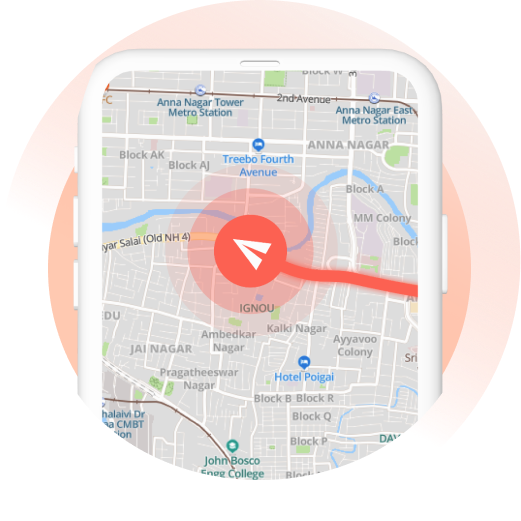 Block W
FC
2nd Avenue
Anna Nagar Tower
Metro Station
Anna Nagar East
Metro Station
ANNA NAGAR
Block AK
Block AJ
Treebo Fourth
Avenue
Block A
MM Colony
Block
yar Salai (Old NH 4)
IGNOU
DU
Kalki Nagar
Ambedkar
Nagar
Ayyavoo
Colony
JAI NAGAR
Sri
Pragatheeswar
Nagar
Hotel Poigai
Block B
Block R
halaivi Dr
a CMBT
ion
Block Q
Block P
DAV
John Bosco
Engg College
Block